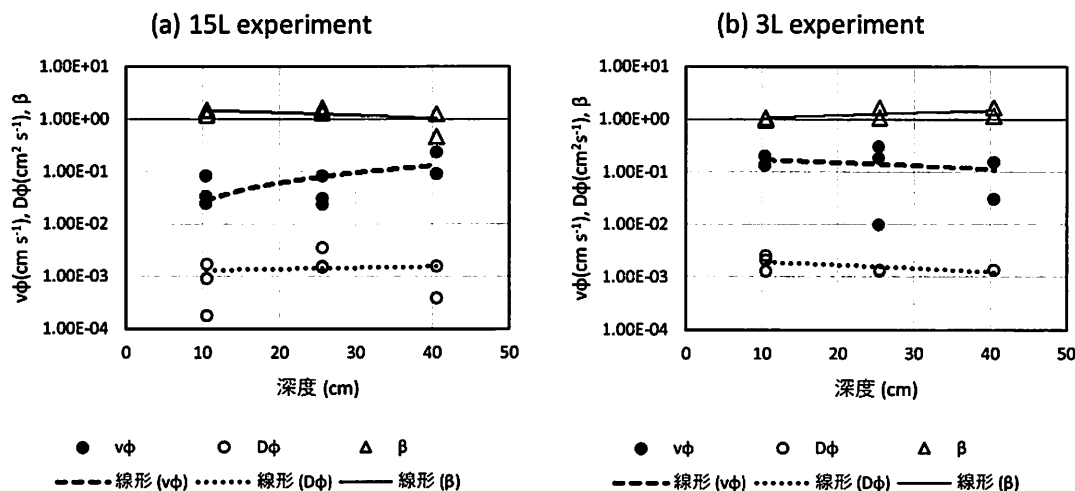 (a) 15L experiment
(b) 3L experiment
vφ(cm s⁻¹), Dφ(cm² s⁻¹), β
1.00E+01
1.00E+00
1.00E-01
1.00E-02
1.00E-03
1.00E-04
0 10 20 30 40 50
深度 (cm)
vφ(cm s⁻¹), Dφ(cm²s⁻¹), β
1.00E+01
1.00E+00
1.00E-01
1.00E-02
1.00E-03
1.00E-04
0 10 20 30 40 50
深度 (cm)
vφ Dφ β
線形 (vφ) 線形 (Dφ) 線形 (β)
vφ Dφ β
線形 (vφ) 線形 (Dφ) 線形 (β)